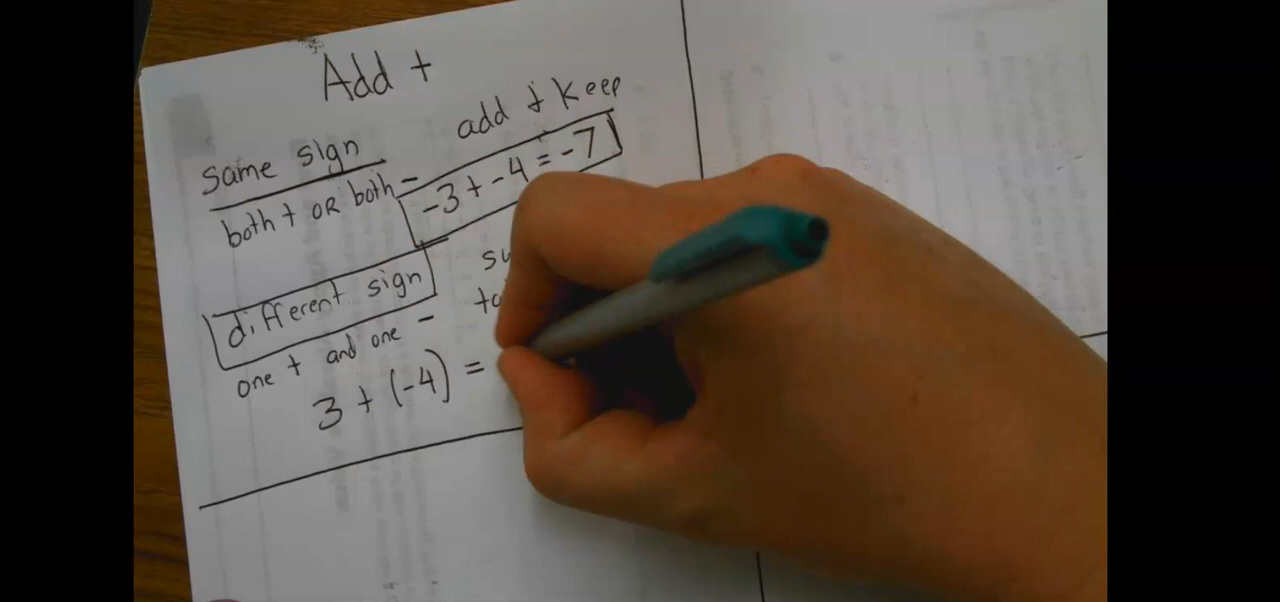 Add +
same sign add + keep
both + OR both - -3 + -4 = -7
different sign
one + and one -
3 + (-4) =